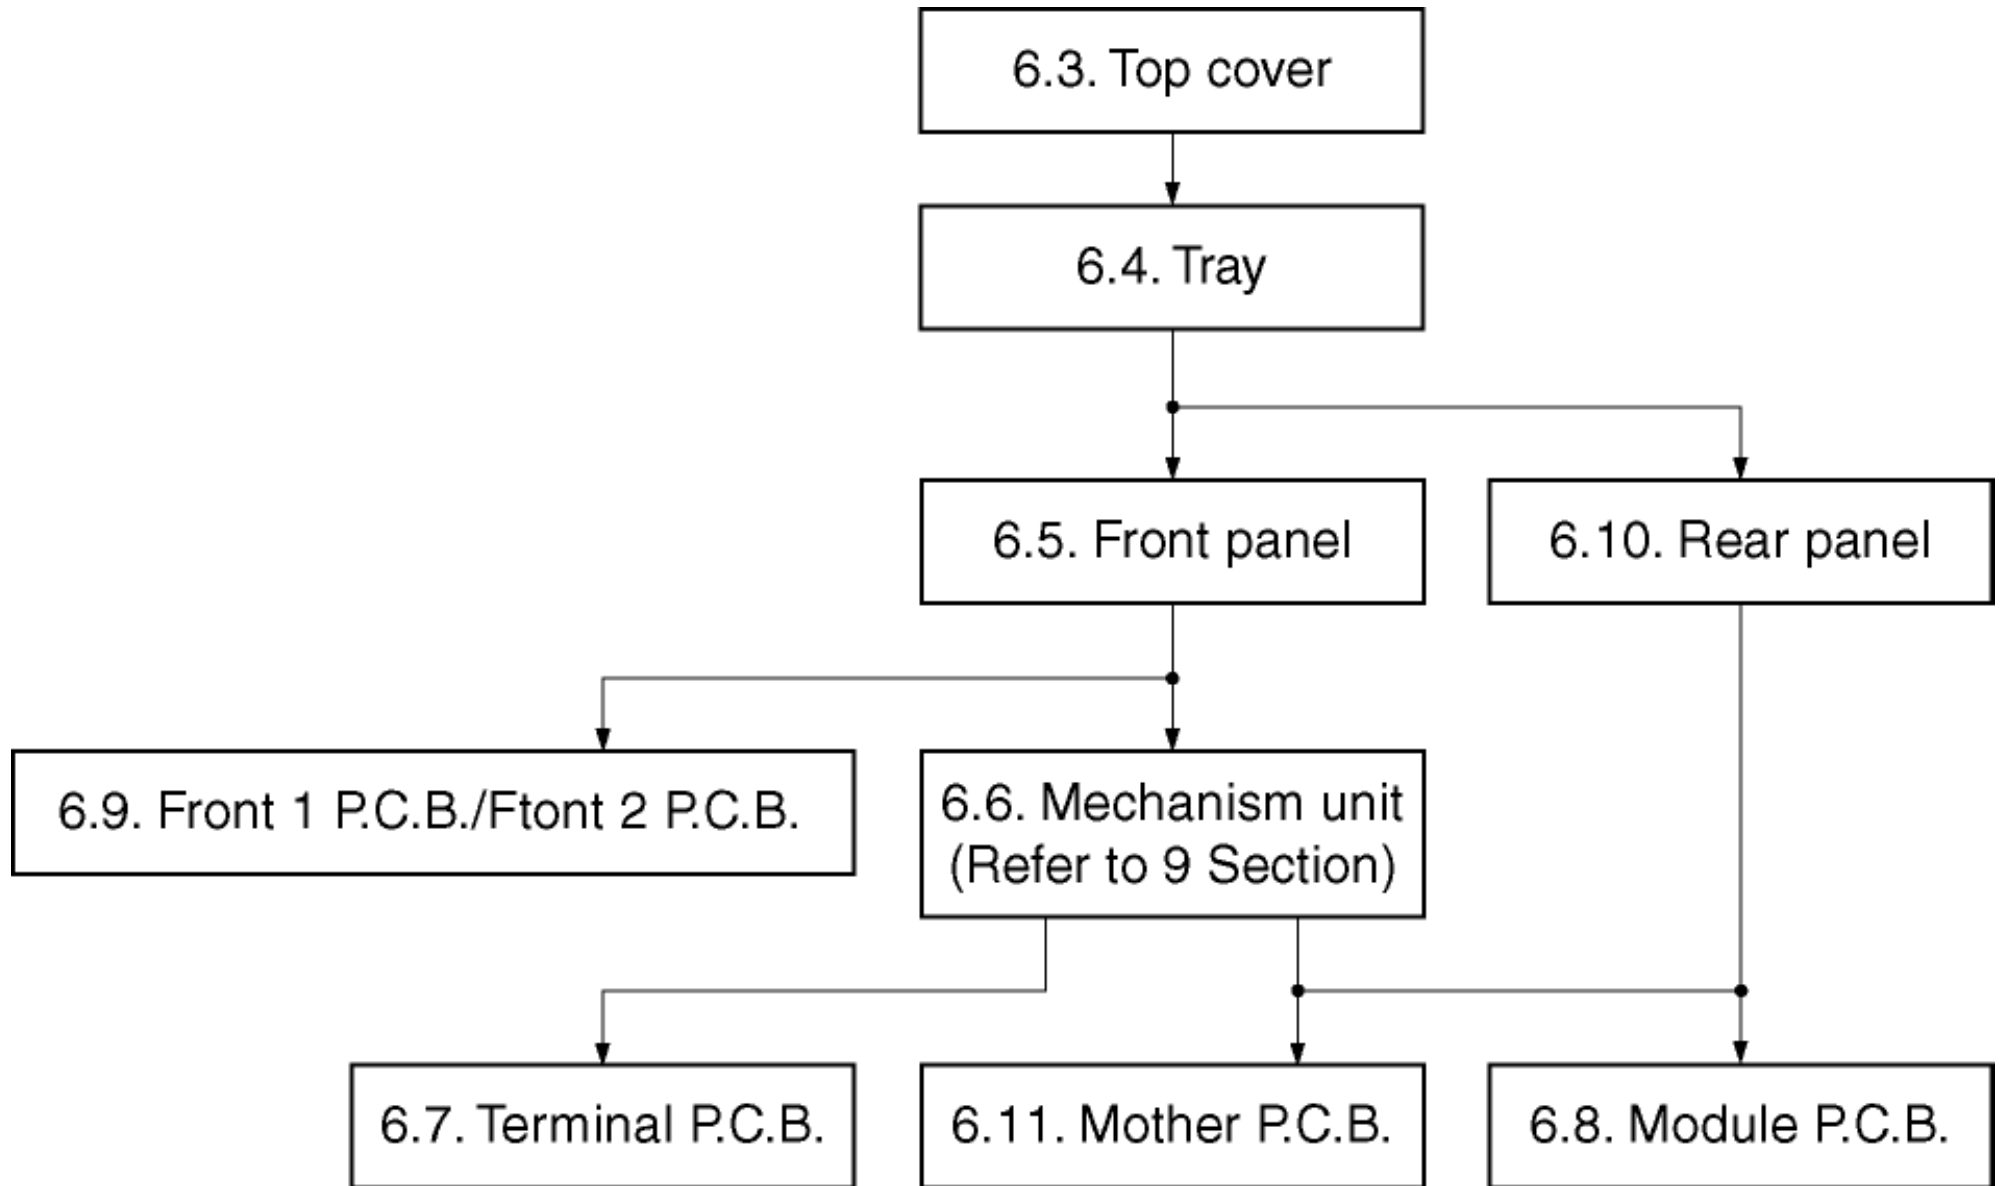 6.3. Top cover
6.4. Tray
6.5. Front panel
6.10. Rear panel
6.9. Front 1 P.C.B./Ftont 2 P.C.B.
6.6. Mechanism unit
(Refer to 9 Section)
6.7. Terminal P.C.B.
6.11. Mother P.C.B.
6.8. Module P.C.B.